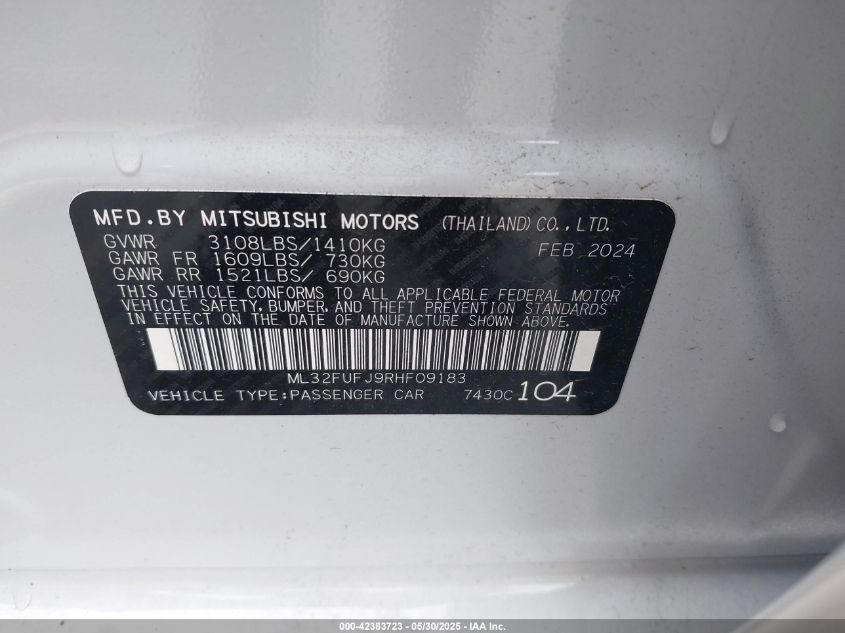 MFD.BY MITSUBISHI MOTORS (THAILAND) CO., LTD.
GVWR 3108LBS/1410KG FEB 2024
GAWR FR 1609LBS/ 730KG
GAWR RR 1521LBS/ 690KG
THIS VEHICLE CONFORMS TO ALL APPLICABLE FEDERAL MOTOR
VEHICLE SAFETY, BUMPER, AND THEFT PREVENTION STANDARDS
IN EFFECT ON THE DATE OF MANUFACTURE SHOWN ABOVE.
ML32FUFJ9RHF09183
VEHICLE TYPE:PASSENGER CAR 7430C 104
000-42383723 - 05/30/2025 - IAA Inc.